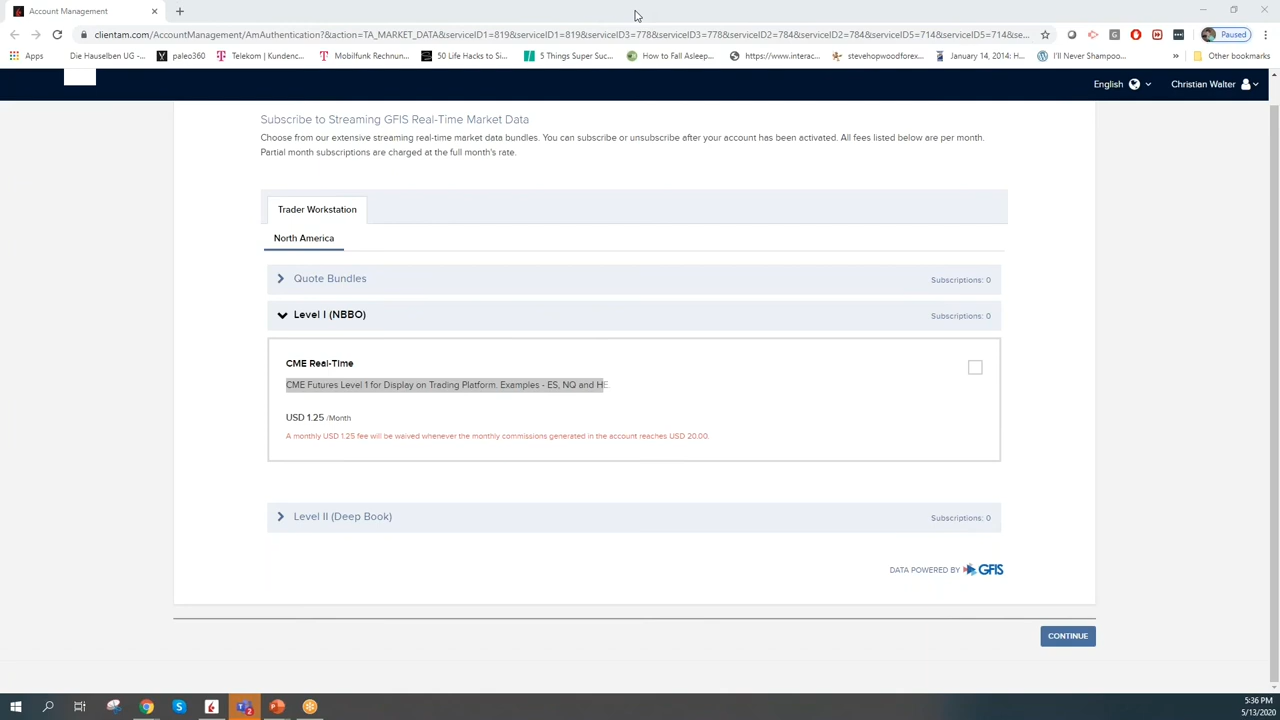 Account Management
clientam.com/AccountManagement/AmAuthentication?&action=TA_MARKET_DATA&serviceID1=819&serviceID1=819&serviceID3=778&serviceID3=778&serviceID2=784&serviceID2=784&serviceID5=714&serviceID5=714&se...
Paused
Apps
Die Hauselben UG -...
paleo360
Telekom | Kundenc...
Mobilfunk Rechnun...
50 Life Hacks to Si...
5 Things Super Suc...
How to Fall Asleep...
https://www.interac...
stevehopwoodforex...
January 14, 2014: H...
I'll Never Shampoo...
»
Other bookmarks
English
Christian Walter
Subscribe to Streaming GFIS Real-Time Market Data
Choose from our extensive streaming real-time market data bundles. You can subscribe or unsubscribe after your account has been activated. All fees listed below are per month.
Partial month subscriptions are charged at the full month's rate.
Trader Workstation
North America
Quote Bundles
Subscriptions: 0
Level I (NBBO)
Subscriptions: 0
CME Real-Time
CME Futures Level 1 for Display on Trading Platform. Examples - ES, NQ and HE.
USD 1.25 /Month
A monthly USD 1.25 fee will be waived whenever the monthly commissions generated in the account reaches USD 20.00.
Level II (Deep Book)
Subscriptions: 0
DATA POWERED BY GFIS
CONTINUE
5:36 PM
5/13/2020